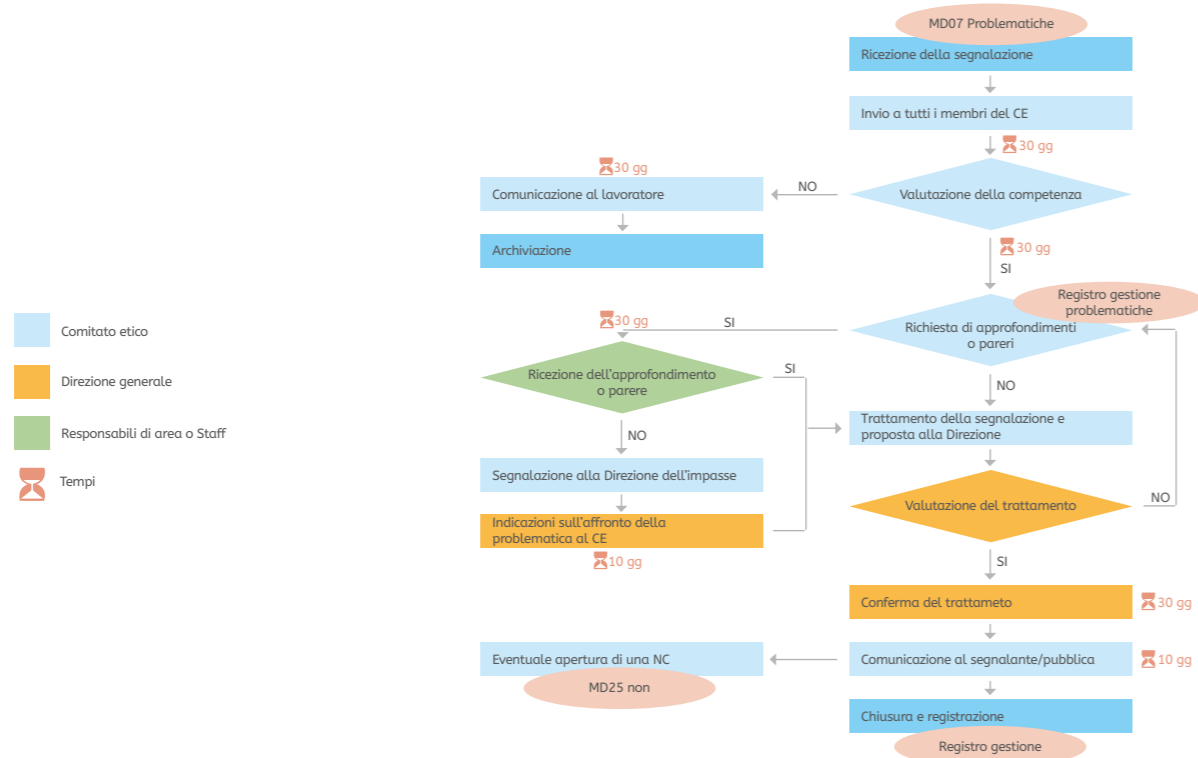 MD07 Problematiche
Ricezione della segnalazione
Invio a tutti i membri del CE
30 gg
30 gg
Comunicazione al lavoratore
NO
Valutazione della competenza
Archiviazione
30 gg
SI
Registro gestione
problematiche
Comitato etico
30 gg
SI
Richiesta di approfondimenti
o pareri
Direzione generale
Ricezione dell'approfondimento
o parere
SI
NO
Responsabili di area o Staff
NO
Trattamento della segnalazione e
proposta alla Direzione
Tempi
Segnalazione alla Direzione dell'impasse
Valutazione del trattamento
NO
Indicazioni sull'affronto della
problematica al CE
10 gg
SI
Conferma del trattameto
30 gg
Eventuale apertura di una NC
Comunicazione al segnalante/pubblica
10 gg
MD25 non
Chiusura e registrazione
Registro gestione